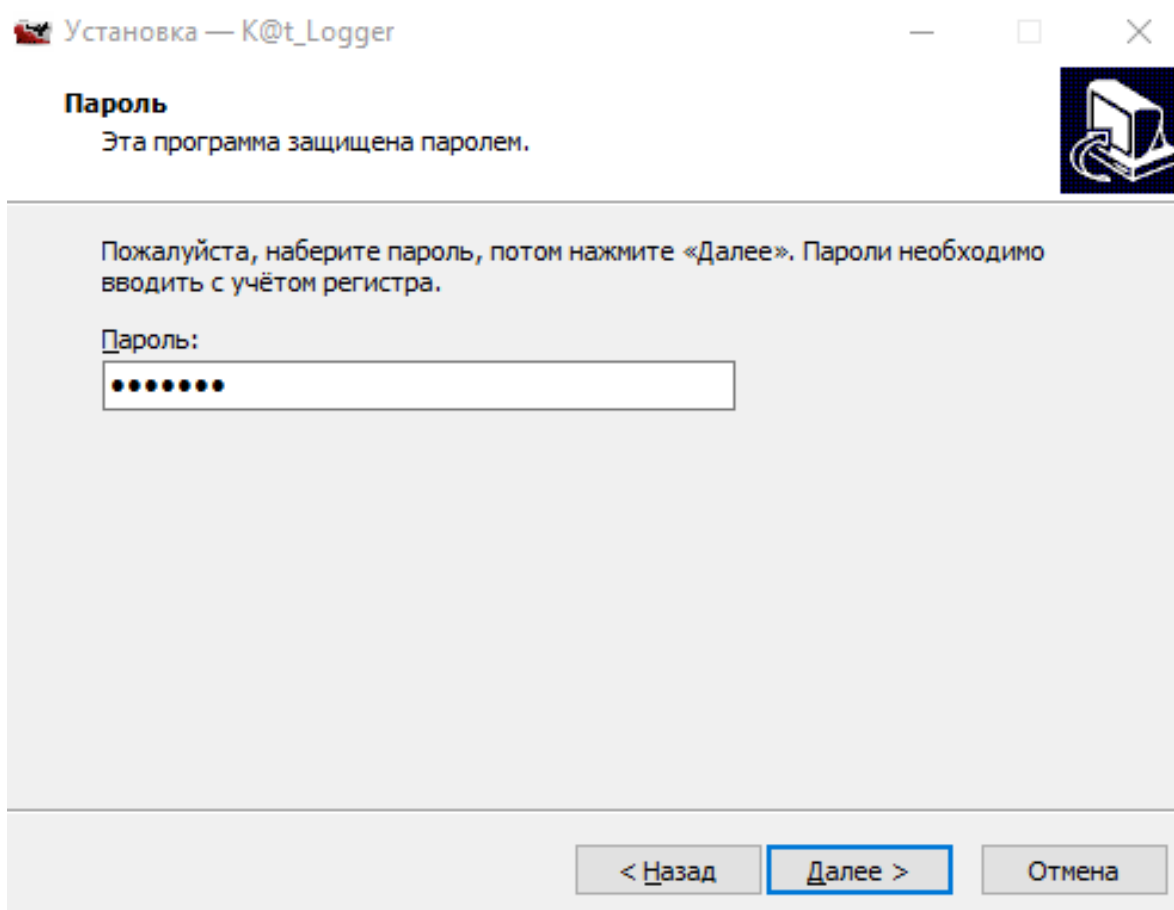 Установка — K@t_Logger
Пароль
Эта программа защищена паролем.
Пожалуйста, наберите пароль, потом нажмите «Далее». Пароли необходимо
вводить с учётом регистра.
Пароль:
•••••••
< Назад
Далее >
Отмена